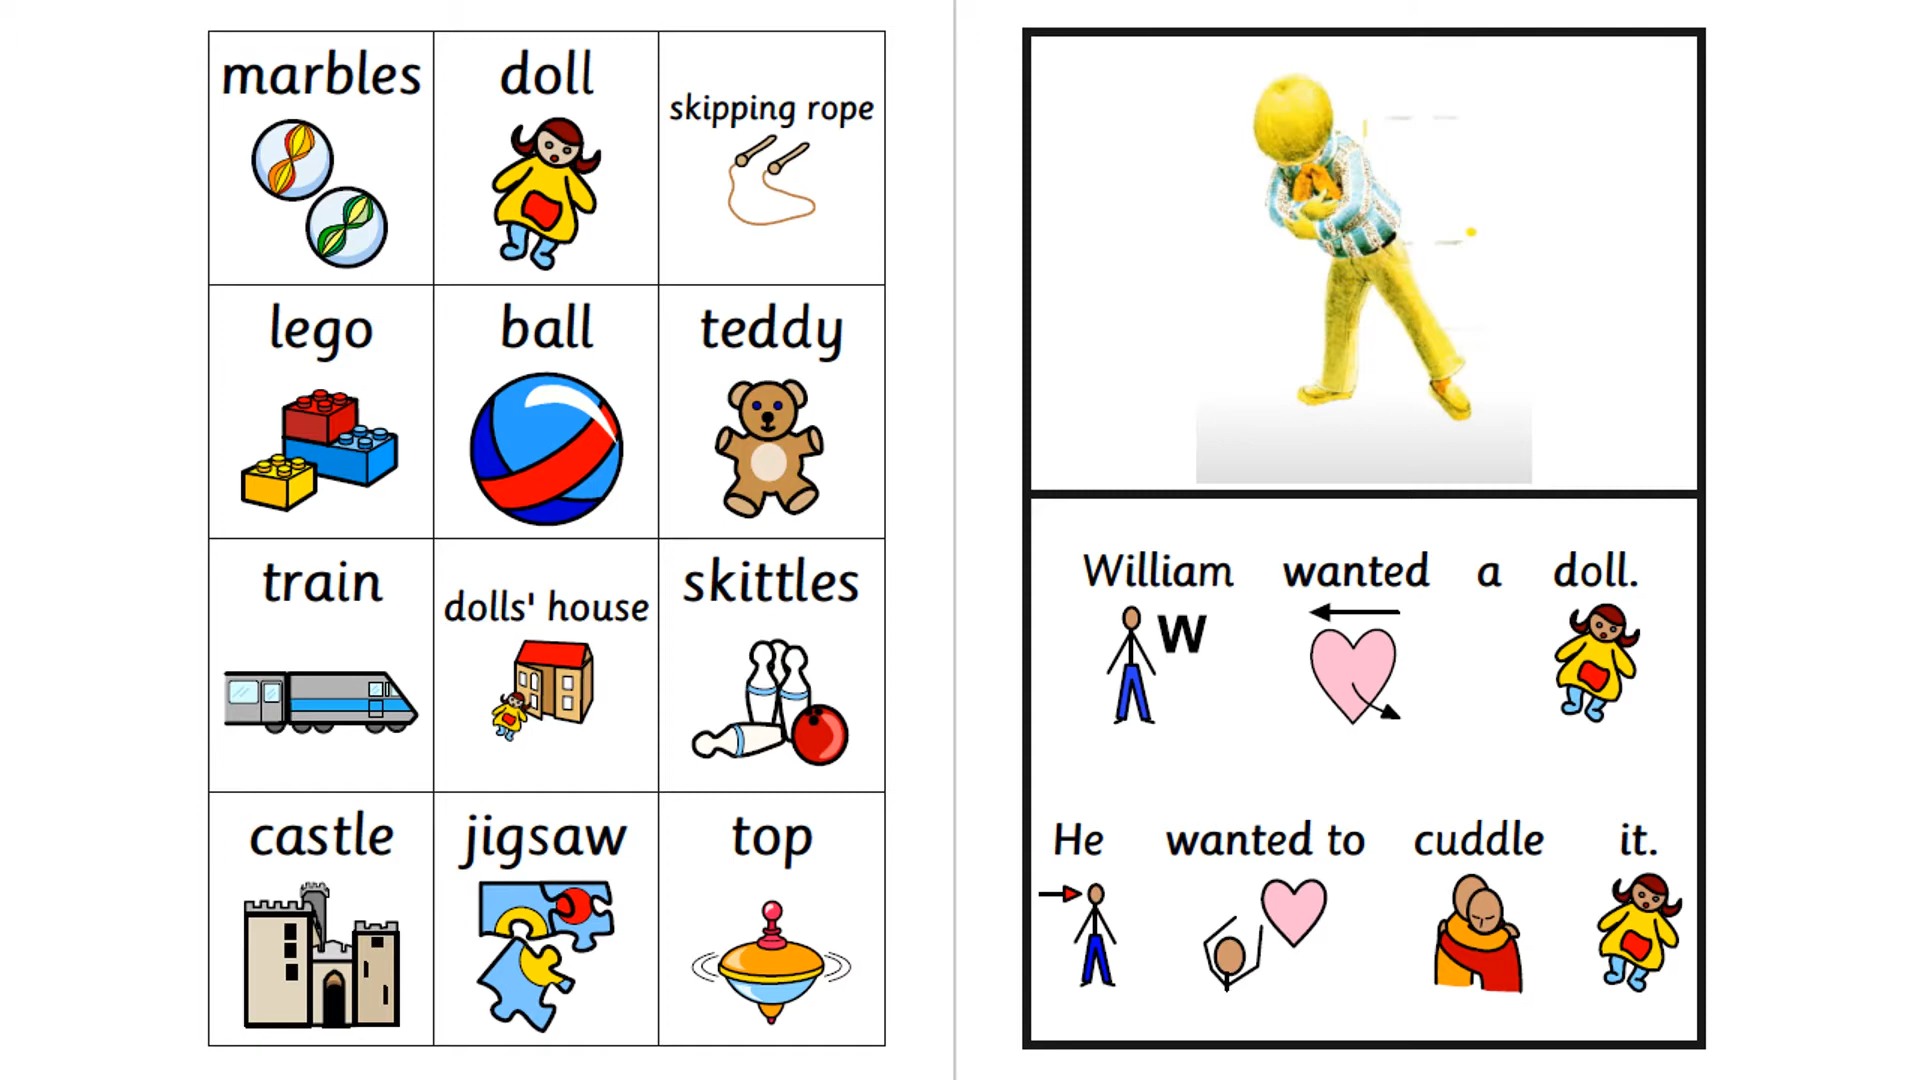 marbles
doll
skipping rope
lego
ball
teddy
train
dolls' house
skittles
castle
jigsaw
top
William wanted a doll.
W
He wanted to cuddle it.